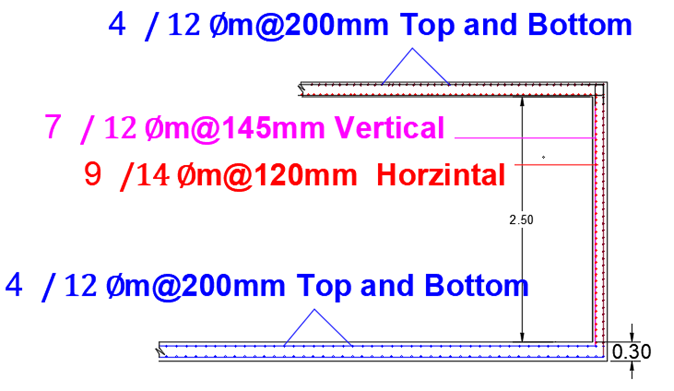 4 / 12 Øm@200mm Top and Bottom
7 / 12 Øm@145mm Vertical
9 /14 Øm@120mm Horzintal
2.50
4 / 12 Øm@200mm Top and Bottom
0.30